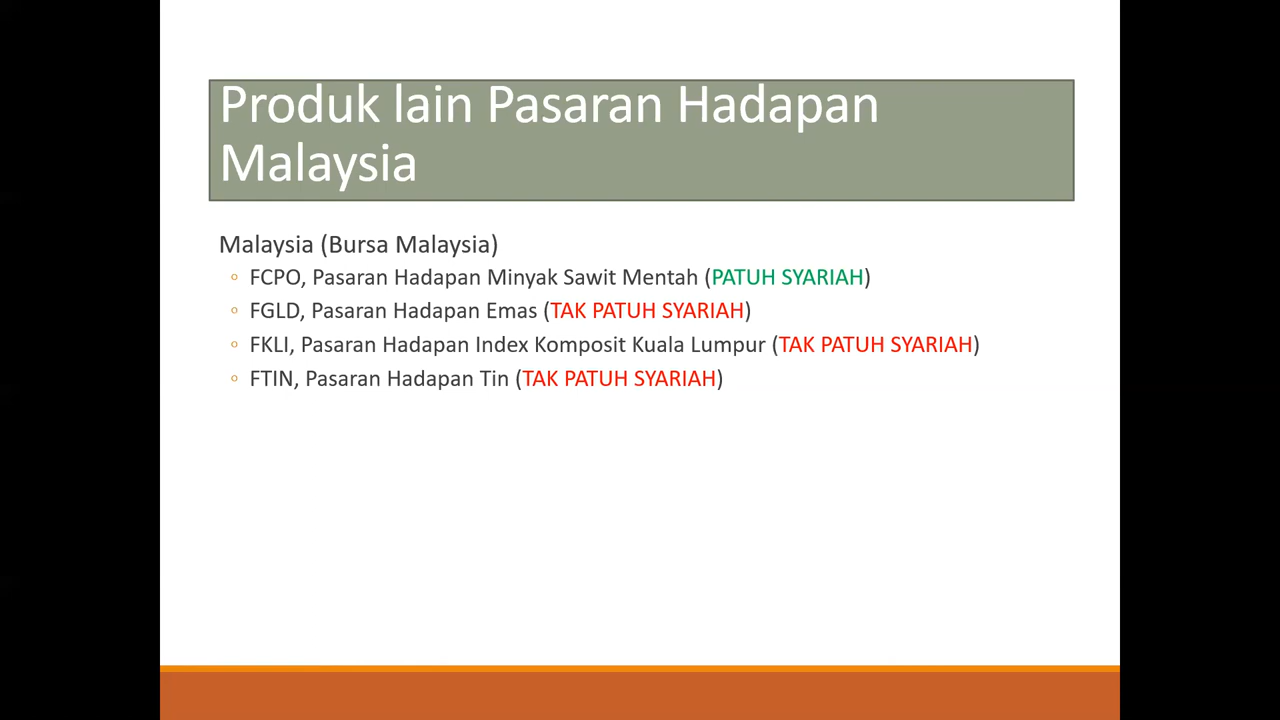 Produk lain Pasaran Hadapan
Malaysia
Malaysia (Bursa Malaysia)
◦ FCPO, Pasaran Hadapan Minyak Sawit Mentah (PATUH SYARIAH)
◦ FGLD, Pasaran Hadapan Emas (TAK PATUH SYARIAH)
◦ FKLI, Pasaran Hadapan Index Komposit Kuala Lumpur (TAK PATUH SYARIAH)
◦ FTIN, Pasaran Hadapan Tin (TAK PATUH SYARIAH)